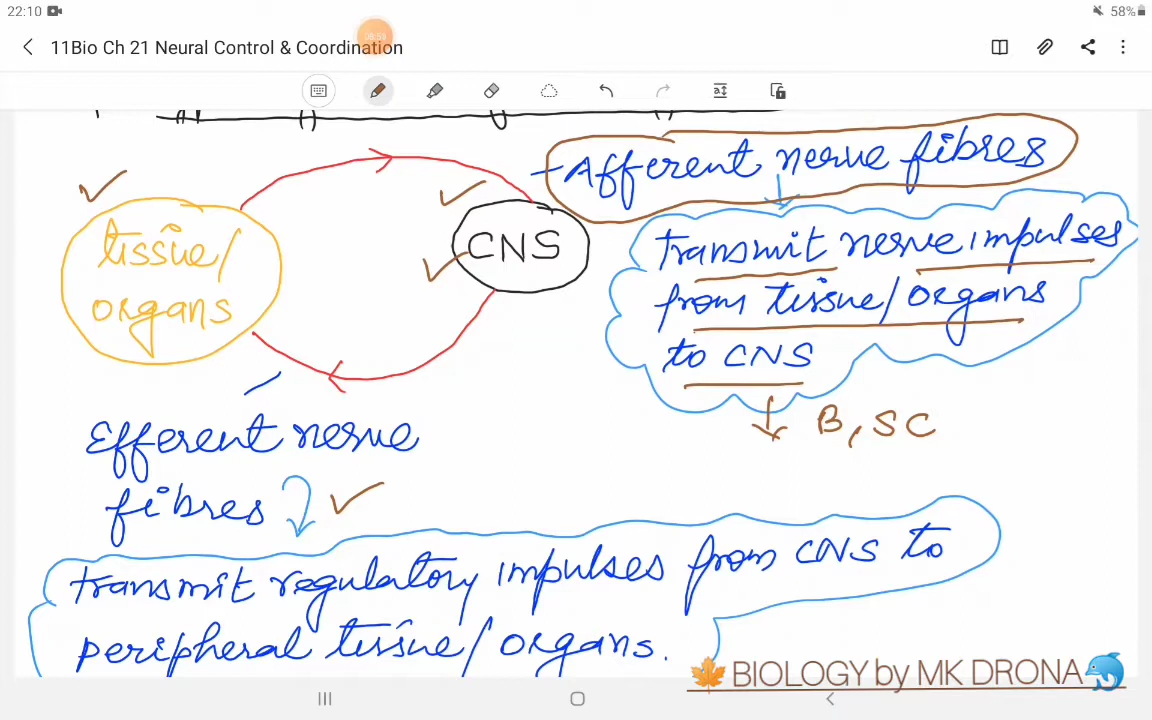 22:10
58%
08:59
11Bio Ch 21 Neural Control & Coordination
- Afferent nerve fibres
tissue/
organs
CNS
transmit nerve impulses
from tissue/organs
to CNS
B, SC
Efferent nerve
fibres
transmit regulatory impulses from CNS to
peripheral tissue/organs.
BIOLOGY by MK DRONA